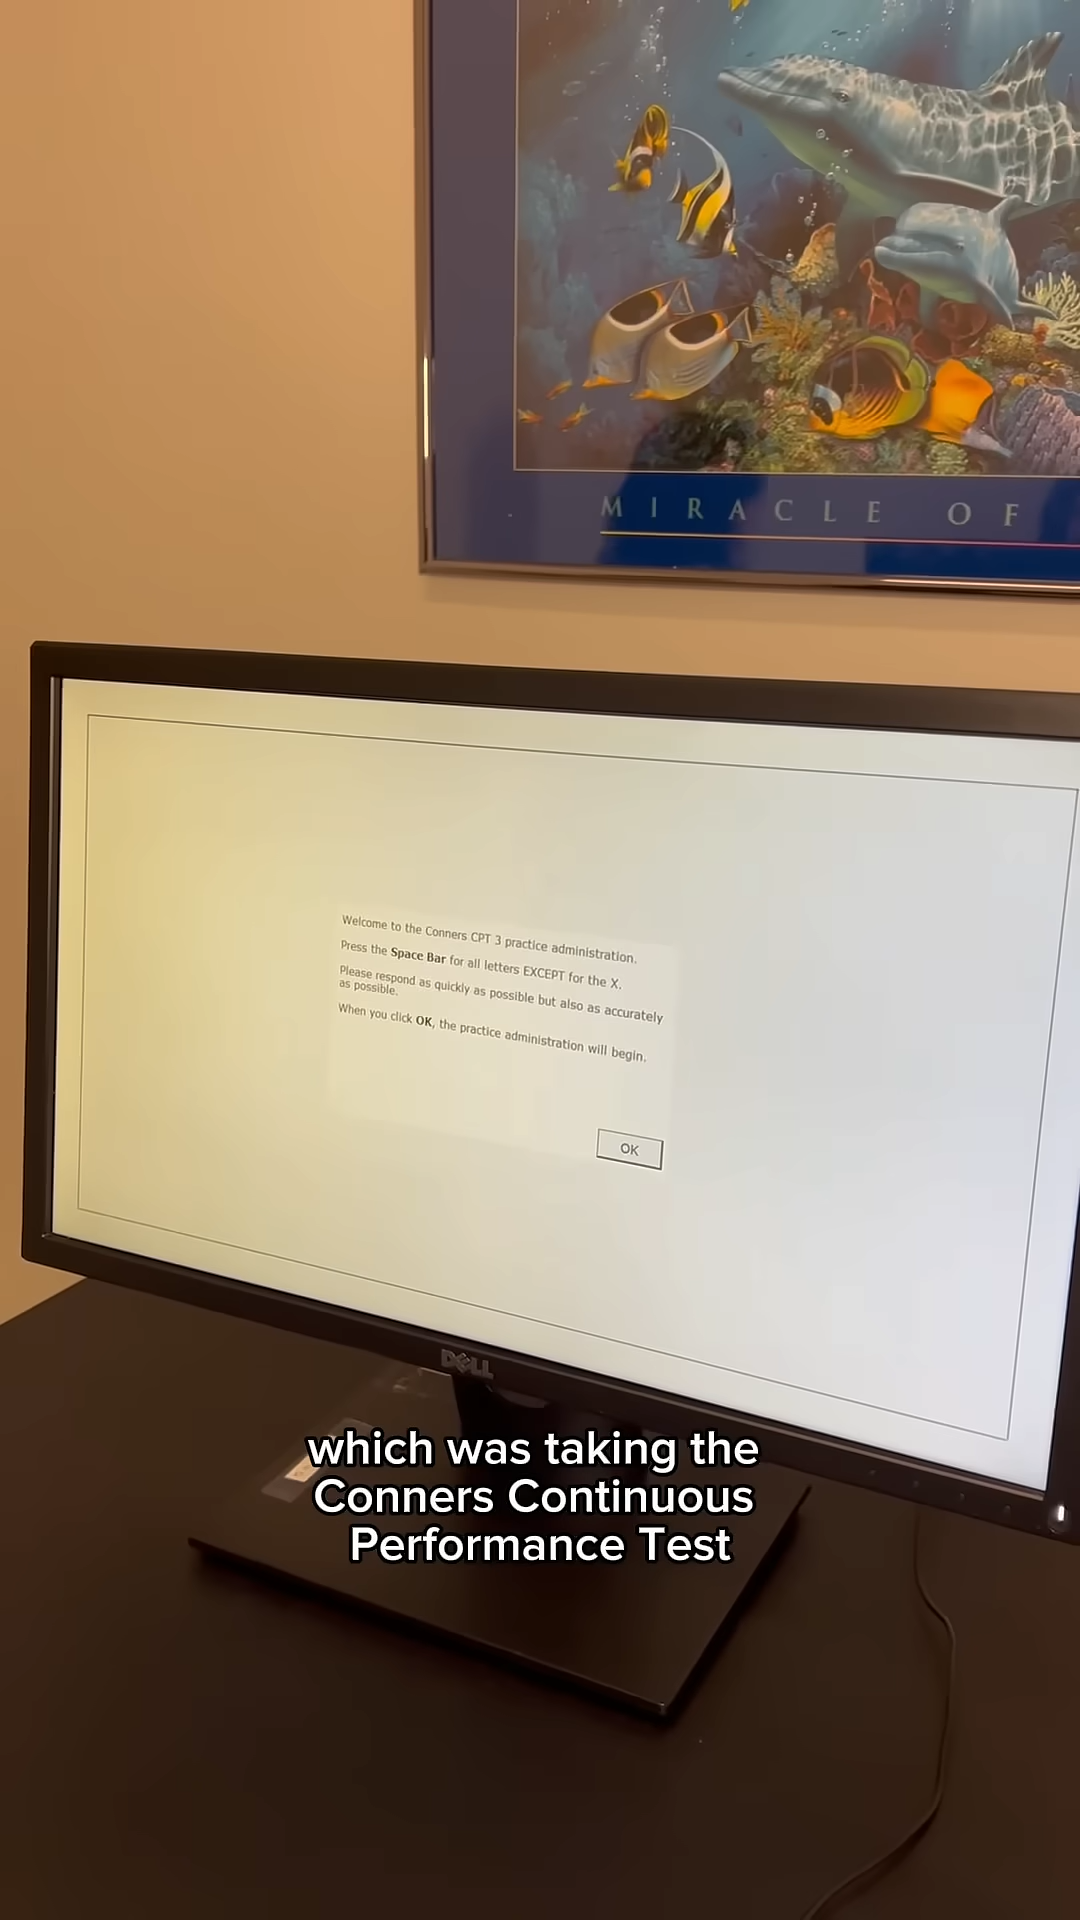 MIRACLE OF
Welcome to the Conners CPT 3 practice administration.
Press the Space Bar for all letters EXCEPT for the X.
Please respond as quickly as possible but also as accurately
as possible.
When you click OK, the practice administration will begin.
OK
DELL
which was taking the
Conners Continuous
Performance Test